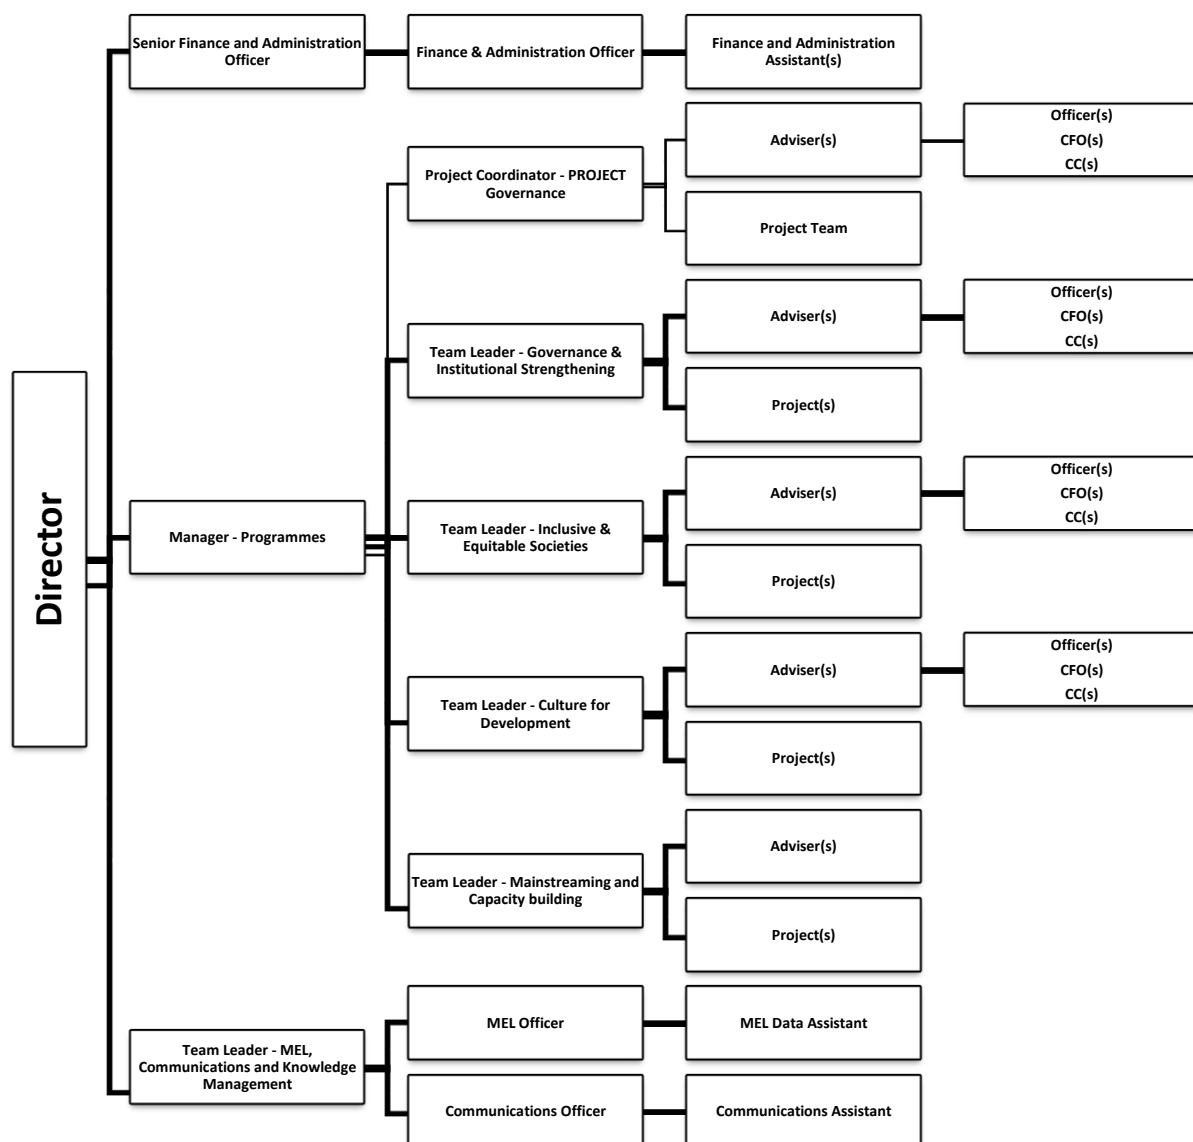 Director
Senior Finance and Administration
Officer
Finance & Administration Officer
Finance and Administration
Assistant(s)
Manager - Programmes
Project Coordinator - PROJECT
Governance
Adviser(s)
Officer(s)
CFO(s)
CC(s)
Project Team
Team Leader - Governance &
Institutional Strengthening
Adviser(s)
Officer(s)
CFO(s)
CC(s)
Project(s)
Team Leader - Inclusive &
Equitable Societies
Adviser(s)
Officer(s)
CFO(s)
CC(s)
Project(s)
Team Leader - Culture for
Development
Adviser(s)
Officer(s)
CFO(s)
CC(s)
Project(s)
Team Leader - Mainstreaming and
Capacity building
Adviser(s)
Project(s)
Team Leader - MEL,
Communications and Knowledge
Management
MEL Officer
MEL Data Assistant
Communications Officer
Communications Assistant